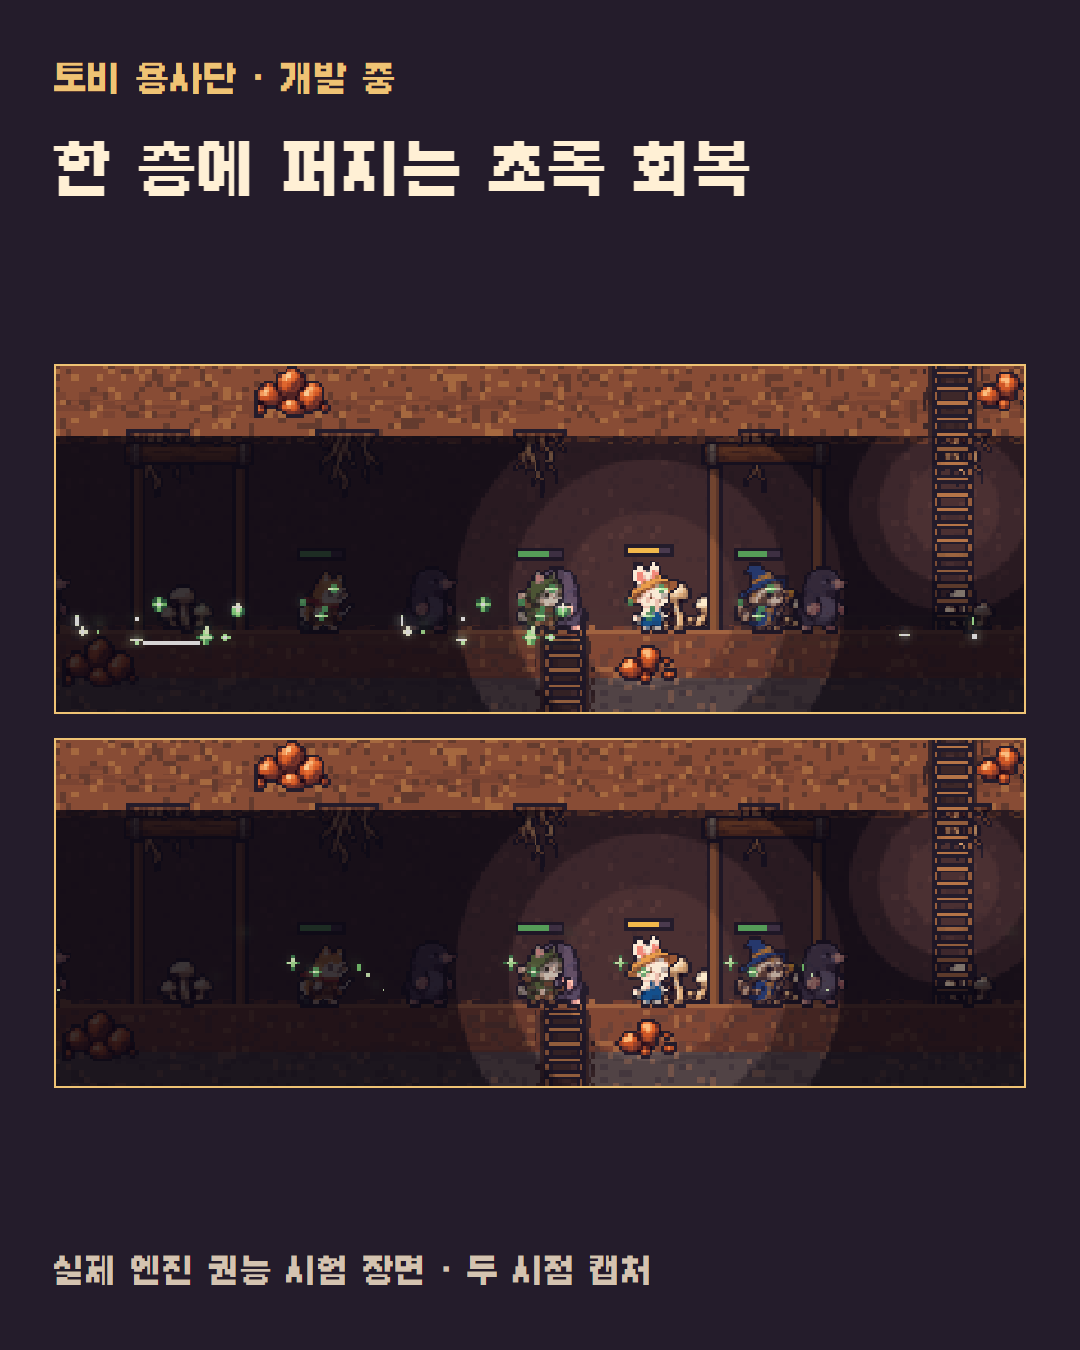 토비 용사단 · 개발 중
한 층에 퍼지는 초록 회복
실제 엔진 권능 시험 장면 · 두 시점 캡처